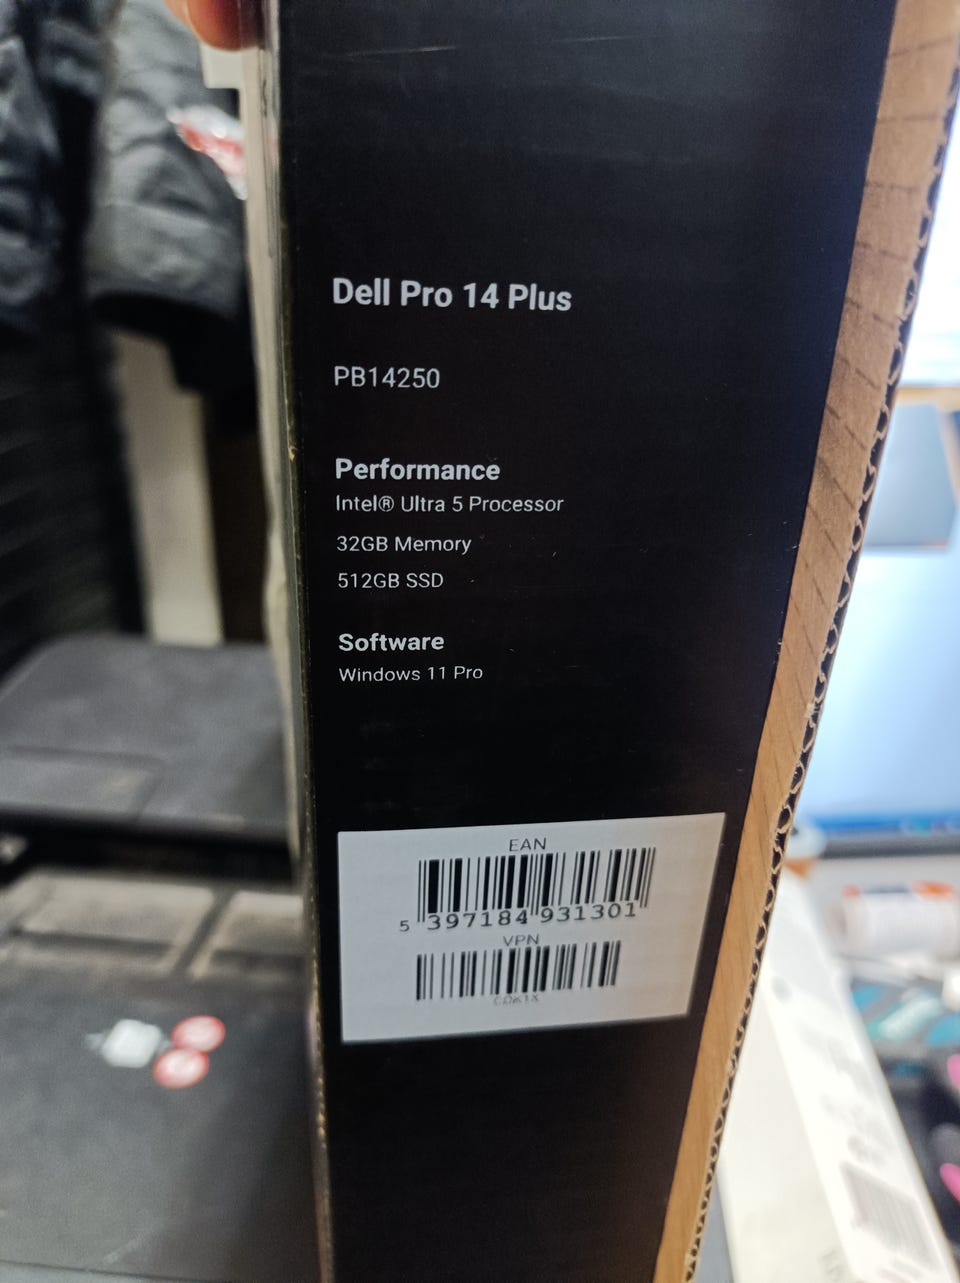 Dell Pro 14 Plus
PB14250
Performance
Intel® Ultra 5 Processor
32GB Memory
512GB SSD
Software
Windows 11 Pro
EAN
5 397184 931301
VPN